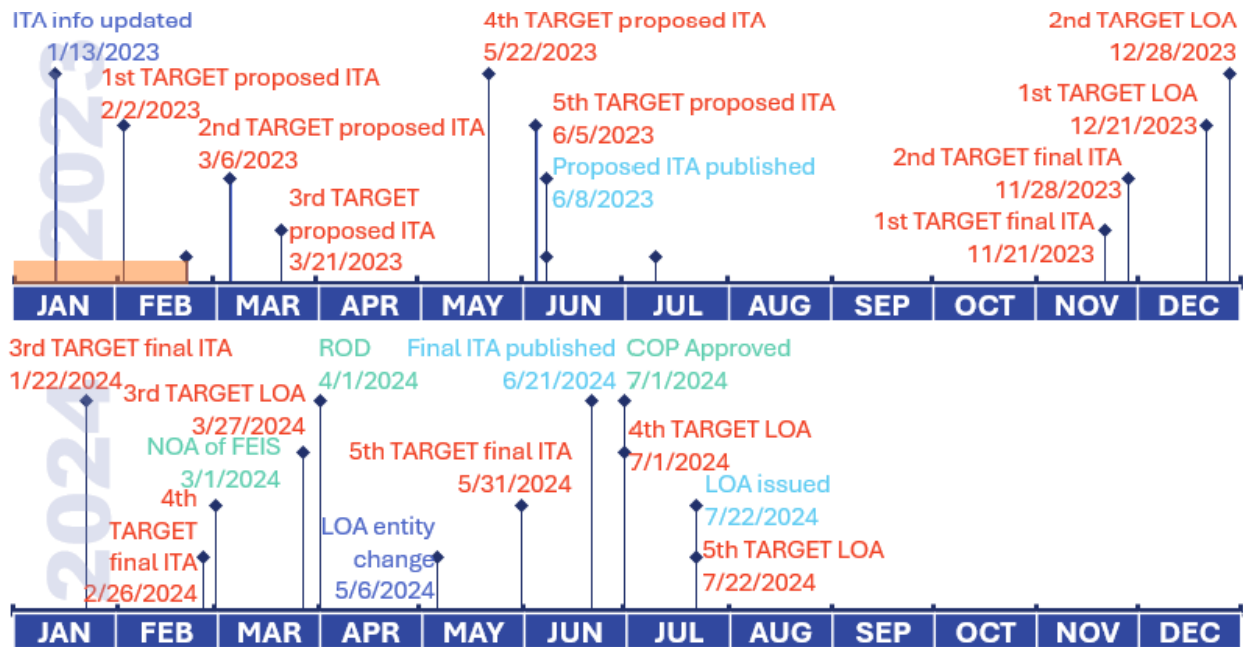 ITA info updated
1/13/2023
1st TARGET proposed ITA
2/2/2023
2nd TARGET proposed ITA
3/6/2023
3rd TARGET
proposed ITA
3/21/2023
4th TARGET proposed ITA
5/22/2023
5th TARGET proposed ITA
6/5/2023
Proposed ITA published
6/8/2023
2nd TARGET LOA
12/28/2023
1st TARGET LOA
12/21/2023
2nd TARGET final ITA
11/28/2023
1st TARGET final ITA
11/21/2023
2023
JAN FEB MAR APR MAY JUN JUL AUG SEP OCT NOV DEC
3rd TARGET final ITA
1/22/2024
3rd TARGET LOA
3/27/2024
NOA of FEIS
3/1/2024
4th
TARGET
final ITA
2/26/2024
ROD
4/1/2024
LOA entity
change
5/6/2024
5th TARGET final ITA
5/31/2024
Final ITA published
6/21/2024
COP Approved
7/1/2024
4th TARGET LOA
7/1/2024
LOA issued
7/22/2024
5th TARGET LOA
7/22/2024
2024
JAN FEB MAR APR MAY JUN JUL AUG SEP OCT NOV DEC